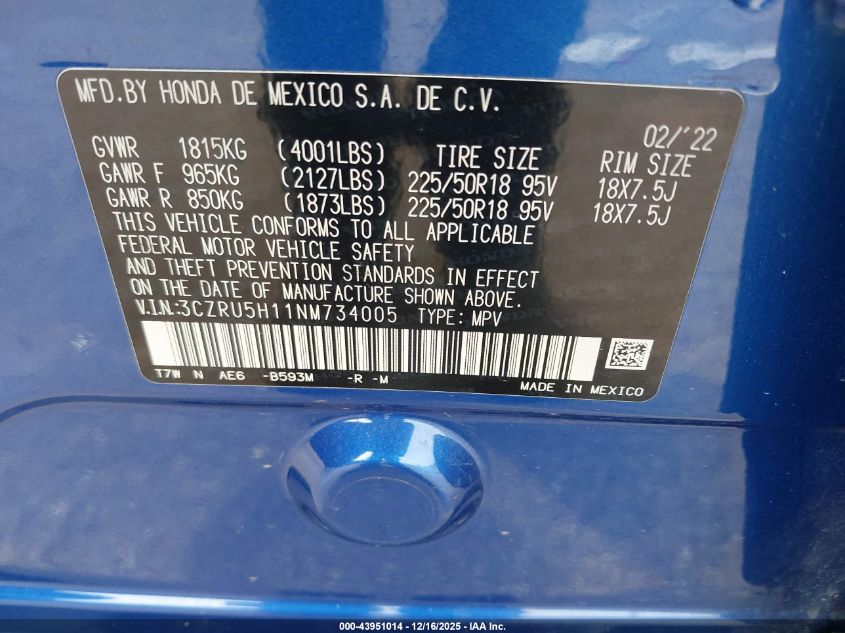 MFD.BY HONDA DE MEXICO S.A. DE C.V.
02/'22
GVWR 1815KG (4001LBS) TIRE SIZE RIM SIZE
GAWR F 965KG (2127LBS) 225/50R18 95V 18X7.5J
GAWR R 850KG (1873LBS) 225/50R18 95V 18X7.5J
THIS VEHICLE CONFORMS TO ALL APPLICABLE
FEDERAL MOTOR VEHICLE SAFETY
AND THEFT PREVENTION STANDARDS IN EFFECT
ON THE DATE OF MANUFACTURE SHOWN ABOVE.
V.I.N.:3CZRU5H11NM734005 TYPE: MPV
T7W N AE6 -B593M -R -M
MADE IN MEXICO
000-43951014 - 12/16/2025 - IAA Inc.